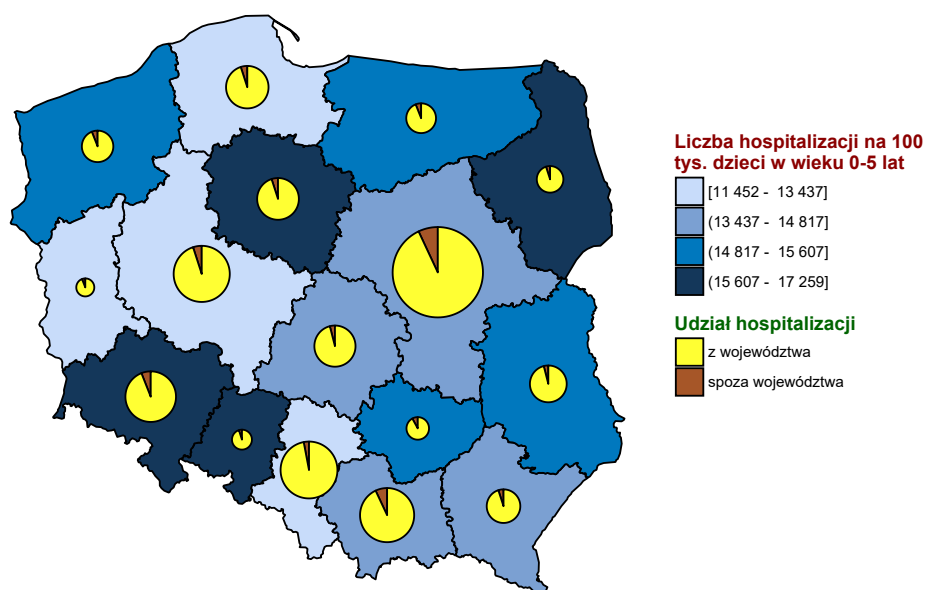 Liczba hospitalizacji na 100
tys. dzieci w wieku 0-5 lat
[11 452 - 13 437]
(13 437 - 14 817]
(14 817 - 15 607]
(15 607 - 17 259]
Udział hospitalizacji
z województwa
spoza województwa